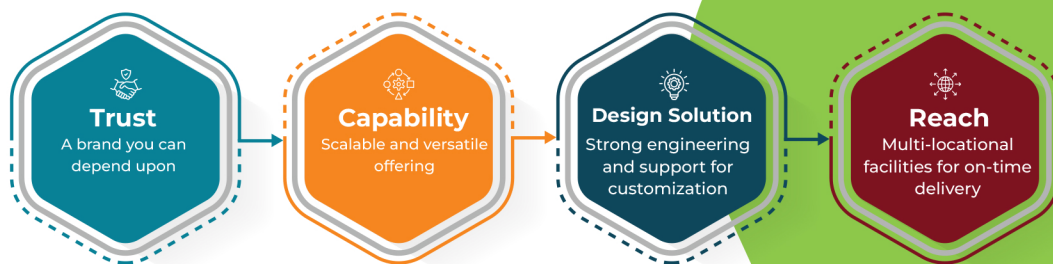 Trust
A brand you can
depend upon
Capability
Scalable and versatile
offering
Design Solution
Strong engineering
and support for
customization
Reach
Multi-locational
facilities for on-time
delivery